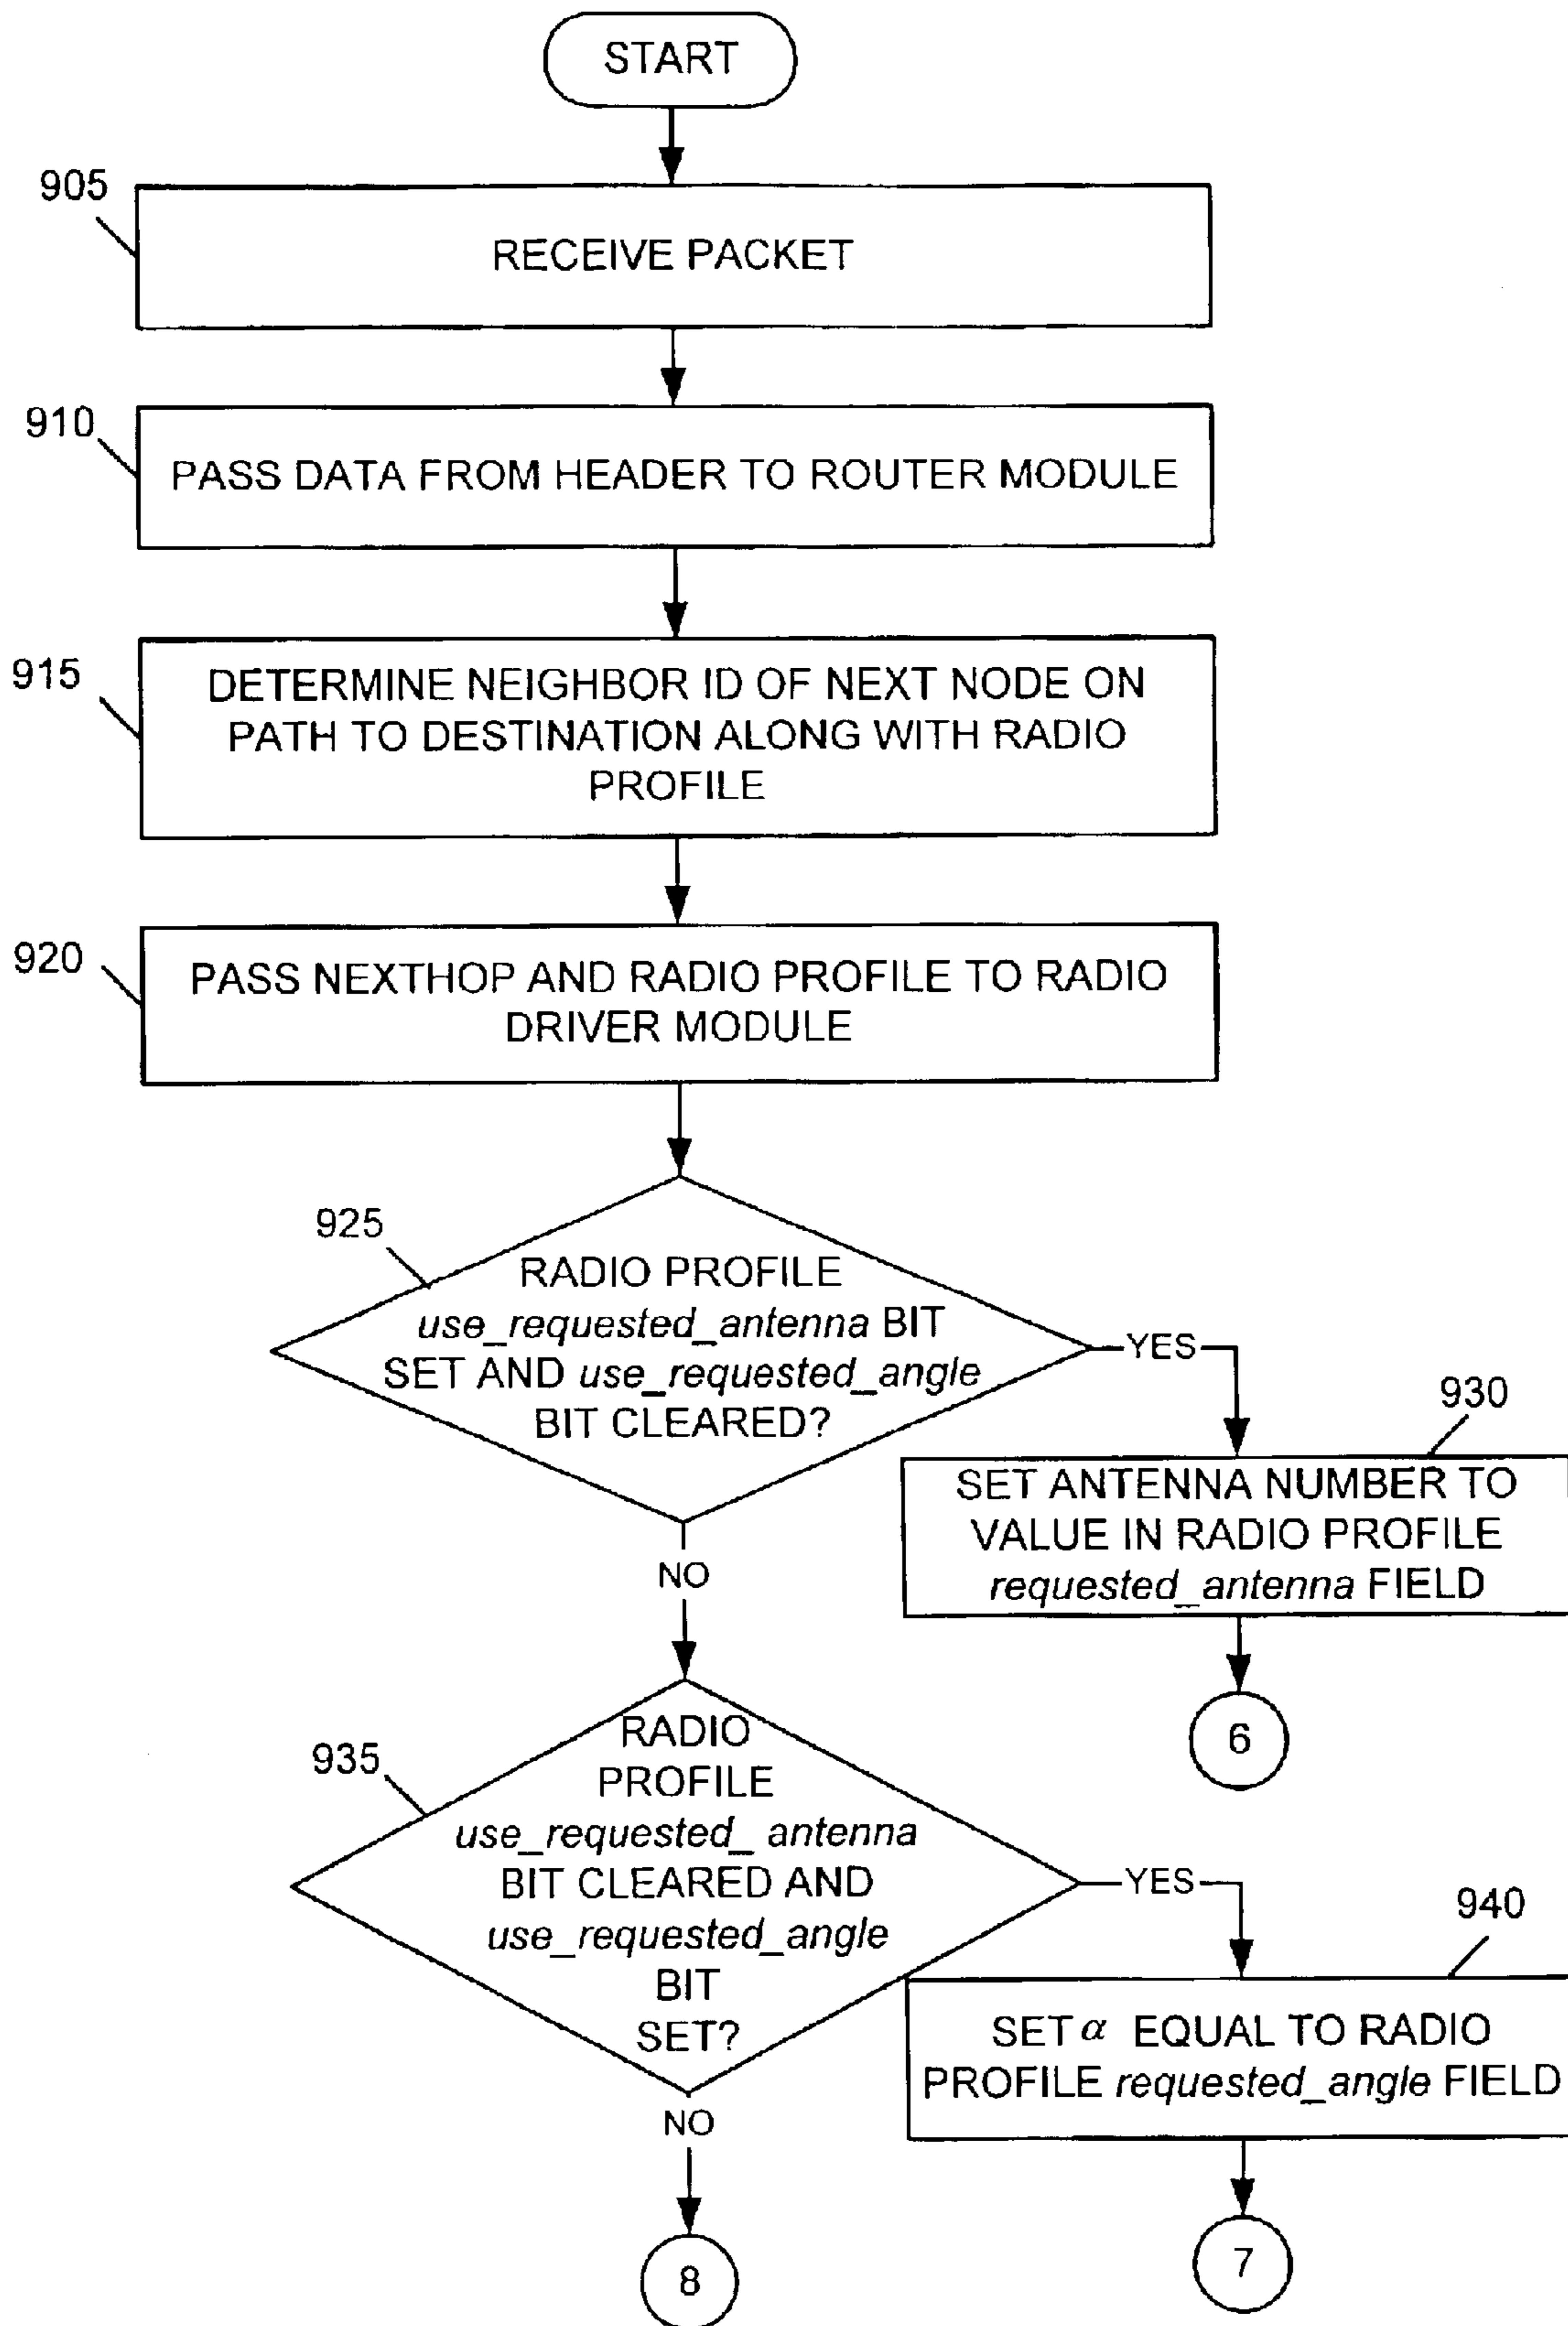 START
905
RECEIVE PACKET
910
PASS DATA FROM HEADER TO ROUTER MODULE
915
DETERMINE NEIGHBOR ID OF NEXT NODE ON
PATH TO DESTINATION ALONG WITH RADIO
PROFILE
920
PASS NEXTHOP AND RADIO PROFILE TO RADIO
DRIVER MODULE
925
RADIO PROFILE
use_requested_antenna BIT
SET AND use_requested_angle
BIT CLEARED?
YES
930
SET ANTENNA NUMBER TO
VALUE IN RADIO PROFILE
requested_antenna FIELD
6
NO
935
RADIO
PROFILE
use_requested_ antenna
BIT CLEARED AND
use_requested_angle
BIT
SET?
YES
940
SET α EQUAL TO RADIO
PROFILE requested_angle FIELD
7
NO
8